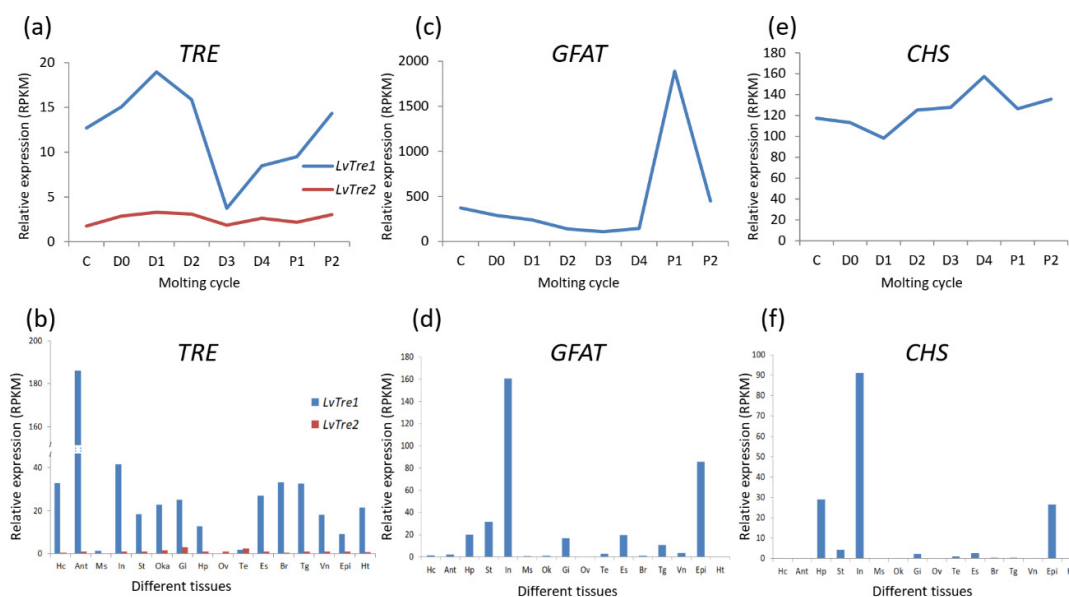 (a)
TRE
Relative expression (RPKM)
20
15
10
5
0
LvTre1
LvTre2
C D0 D1 D2 D3 D4 P1 P2
Molting cycle
(c)
GFAT
Relative expression (RPKM)
2000
1500
1000
500
0
C D0 D1 D2 D3 D4 P1 P2
Molting cycle
(e)
CHS
Relative expression (RPKM)
180
160
140
120
100
80
60
40
20
0
C D0 D1 D2 D3 D4 P1 P2
Molting cycle
(b)
TRE
Relative expression (RPKM)
200
180
160
40
20
0
LvTre1
LvTre2
Hc Ant Ms In St Oka Gi Hp Ov Te Es Br Tg Vn Epi Ht
Different tissues
(d)
GFAT
Relative expression (RPKM)
180
160
140
120
100
80
60
40
20
0
Hc Ant Hp St In Ms Ok Gi Ov Te Es Br Tg Vn Epi Ht
Different tissues
(f)
CHS
Relative expression (RPKM)
100
90
80
70
60
50
40
30
20
10
0
Hc Ant Hp St In Ms Ok Gi Ov Te Es Br Tg Vn Epi
Different tissues